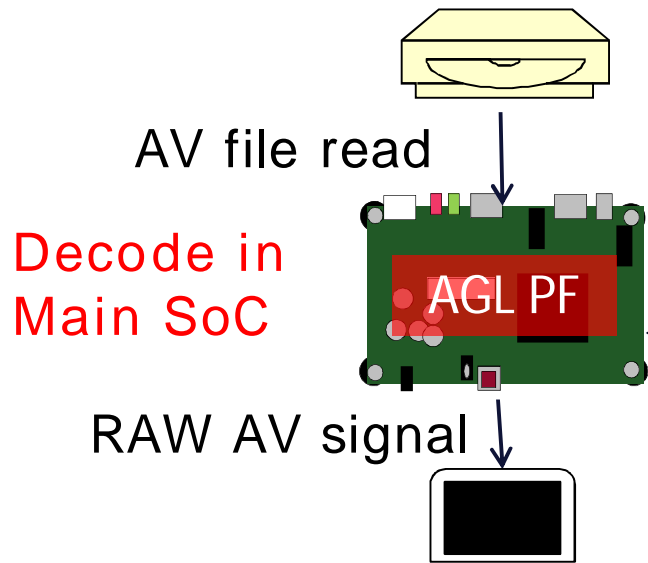 AV file read
Decode in
Main SoC
AGL PF
RAW AV signal